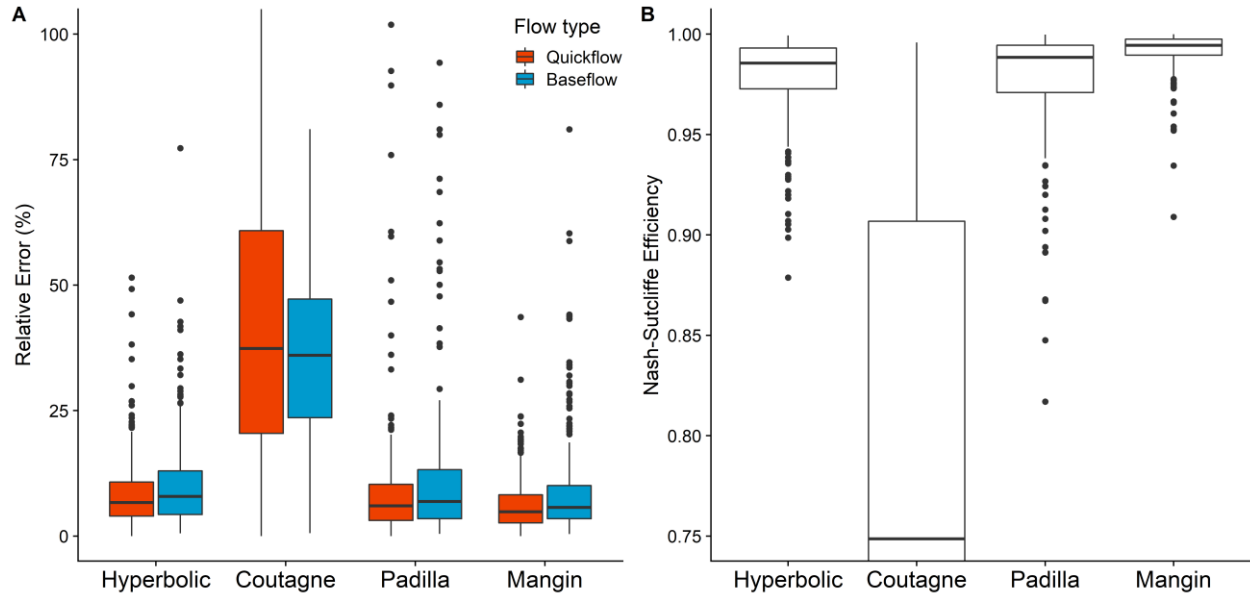 A
Flow type
Quickflow
Baseflow
Relative Error (%)
100
75
50
25
0
Hyperbolic Coutagne Padilla Mangin
B
Nash-Sutcliffe Efficiency
1.00
0.95
0.90
0.85
0.80
0.75
Hyperbolic Coutagne Padilla Mangin